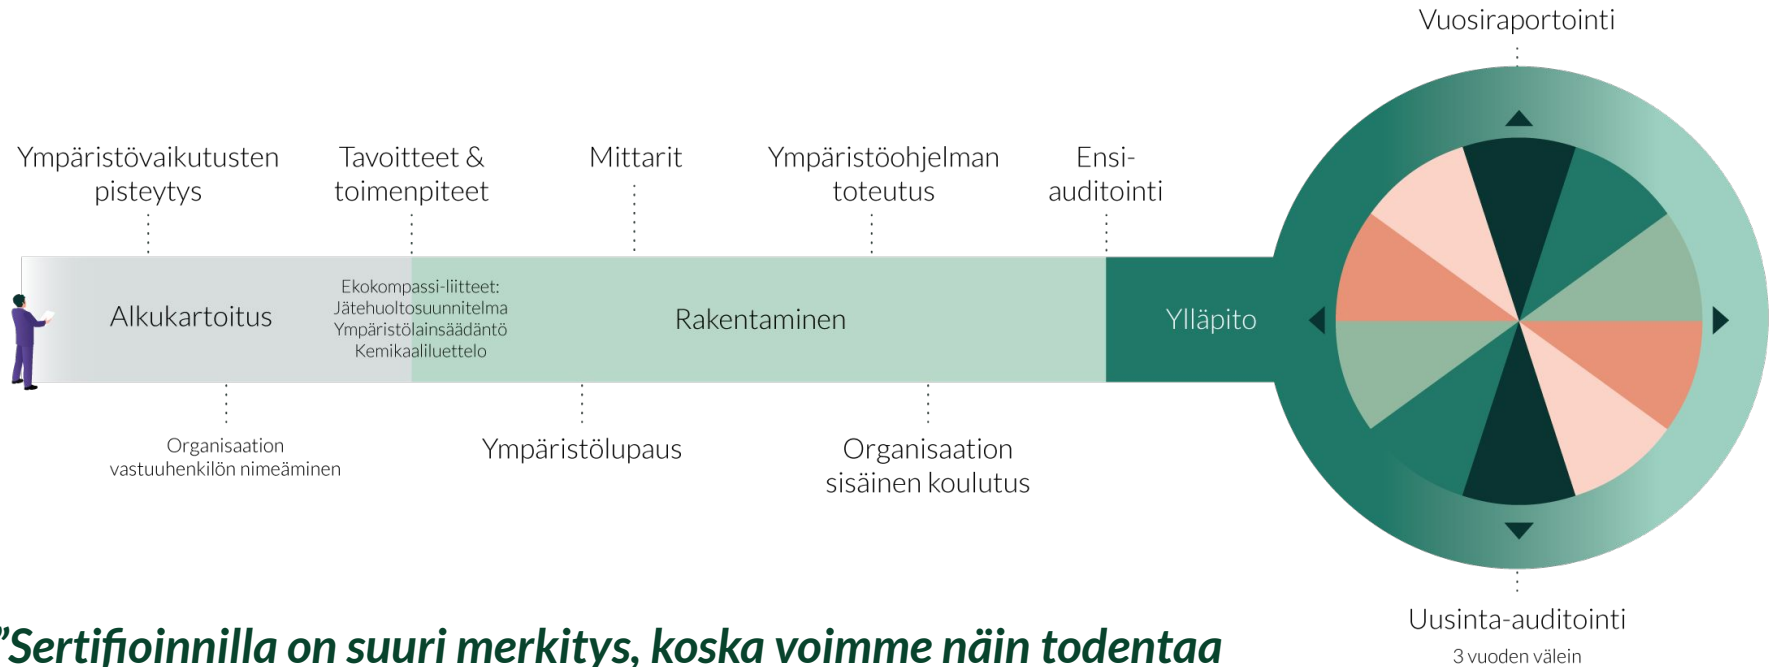 Vuosiraportointi
Ympäristövaikutusten
pisteytys
Tavoitteet &
toimenpiteet
Mittarit
Ympäristöohjelman
toteutus
Ensi-
auditointi
Alkukartoitus
Ekokompassi-liitteet:
Jätehuoltosuunnitelma
Ympäristölainsäädäntö
Kemikaaliluettelo
Rakentaminen
Ylläpito
Organisaation
vastuuhenkilön nimeäminen
Ympäristölupaus
Organisaation
sisäinen koulutus
Uusinta-auditointi
3 vuoden välein
”Sertifioinnilla on suuri merkitys, koska voimme näin todentaa